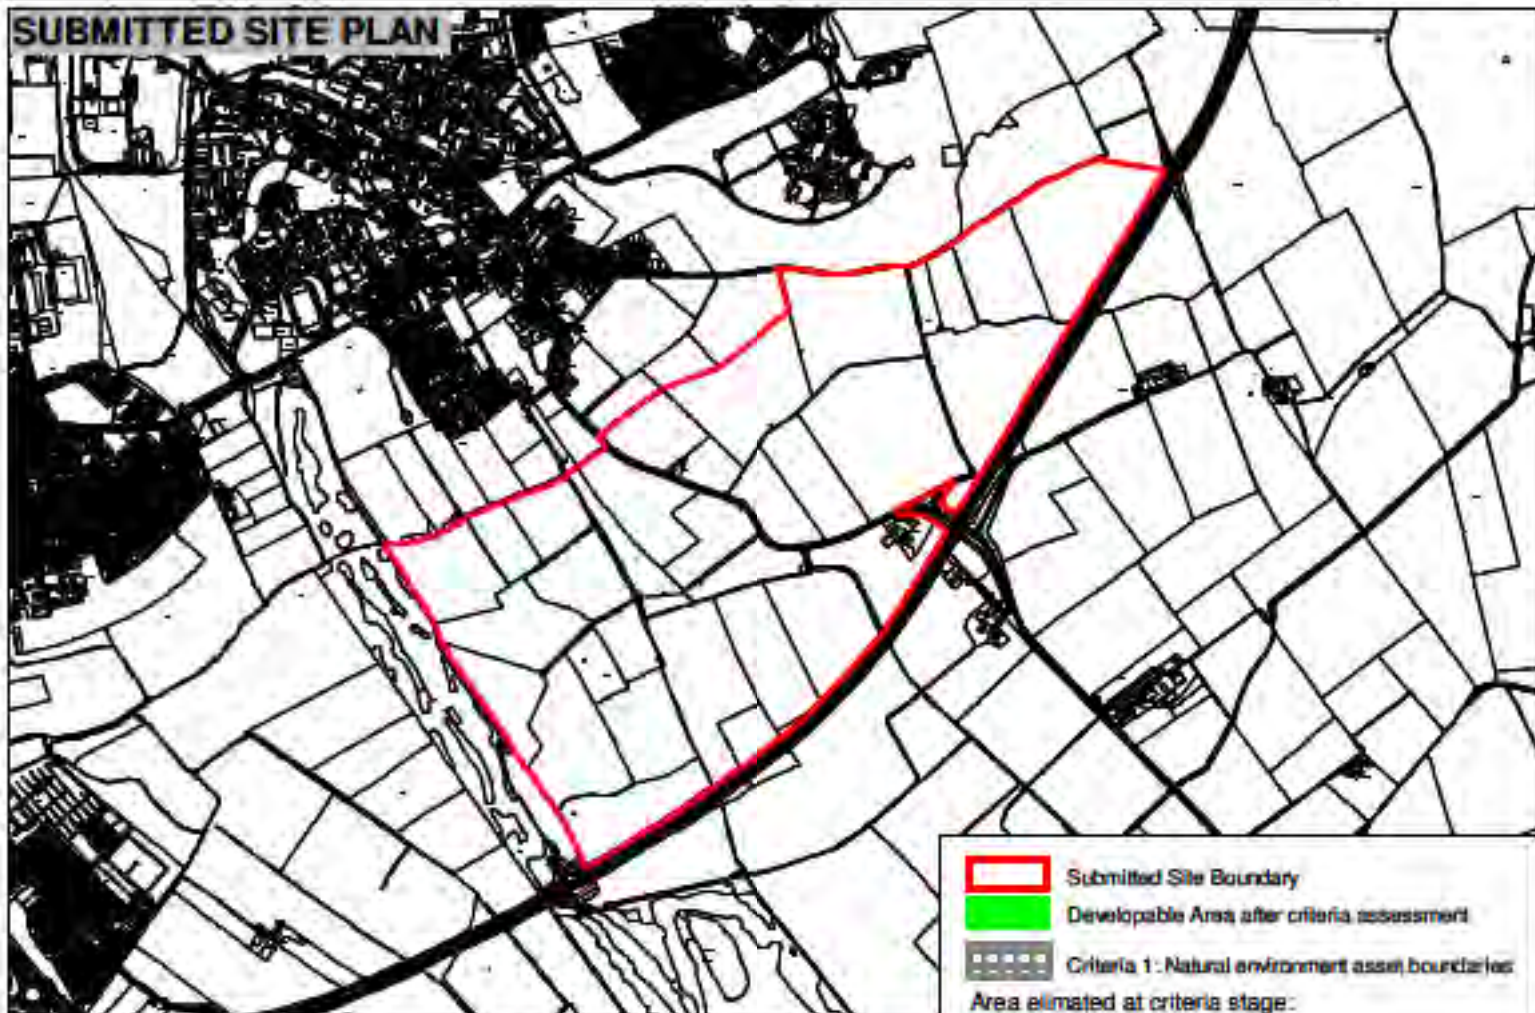 SUBMITTED SITE PLAN
Submitted Site Boundary
Developable Area after criteria assessment
Criteria 1: Natural environment asset boundaries
Area elimated at criteria stage: